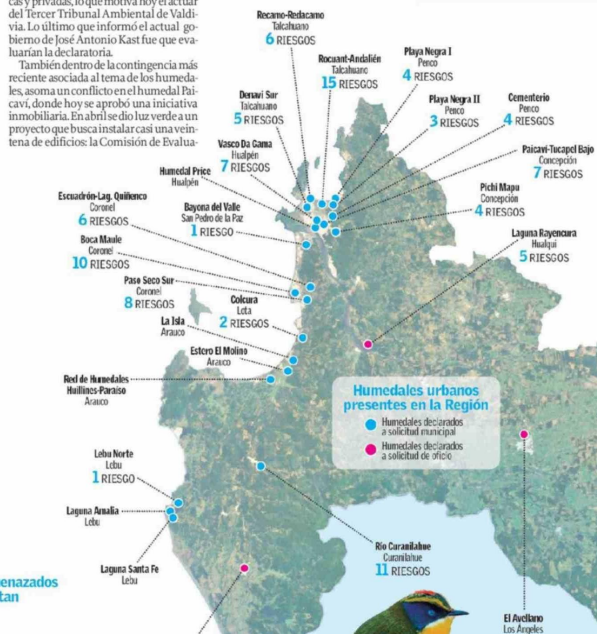 cas y privadas, lo que motiva hoy el actuar
del Tercer Tribunal Ambiental de Valdi-
via. Lo último que informó el actual go-
bierno de José Antonio Kast fue que eva-
luarían la declaratoria.
También dentro de la contingencia más
reciente asociada al tema de los humeda-
les, asoma un conflicto en el humedal Pai-
caví, donde hoy se aprobó una iniciativa
inmobiliaria. En abril se dio luz verde a un
proyecto que busca instalar casi una vein-
tena de edificios: la Comisión de Evalua-
Recamo-Redacamo
Talcahuano
6 RIESGOS
Rocuant-Andalién
Talcahuano
15 RIESGOS
Playa Negra I
Penco
4 RIESGOS
Denavi Sur
Talcahuano
5 RIESGOS
Playa Negra II
Penco
3 RIESGOS
Cementerio
Penco
4 RIESGOS
Vasco Da Gama
Hualpén
7 RIESGOS
Paicaví-Tucapel Bajo
Concepción
7 RIESGOS
Humedal Price
Hualpén
Pichi Mapu
Concepción
4 RIESGOS
Escuadrón-Lag. Quiñenco
Coronel
6 RIESGOS
Bayona del Valle
San Pedro de la Paz
1 RIESGO
Laguna Rayencura
Hualqui
5 RIESGOS
Boca Maule
Coronel
10 RIESGOS
Paso Seco Sur
Coronel
8 RIESGOS
Colcura
Lota
2 RIESGOS
La Isla
Arauco
Estero El Molino
Arauco
Red de Humedales
Huillines-Paraíso
Arauco
Humedales urbanos
presentes en la Región
Humedales declarados
a solicitud municipal
Humedales declarados
a solicitud de oficio
Lebu Norte
Lebu
1 RIESGO
Laguna Amalia
Lebu
Laguna Santa Fe
Lebu
Río Curanilahue
Curanilahue
11 RIESGOS
enazados
tan
El Avellano
Los Ángeles